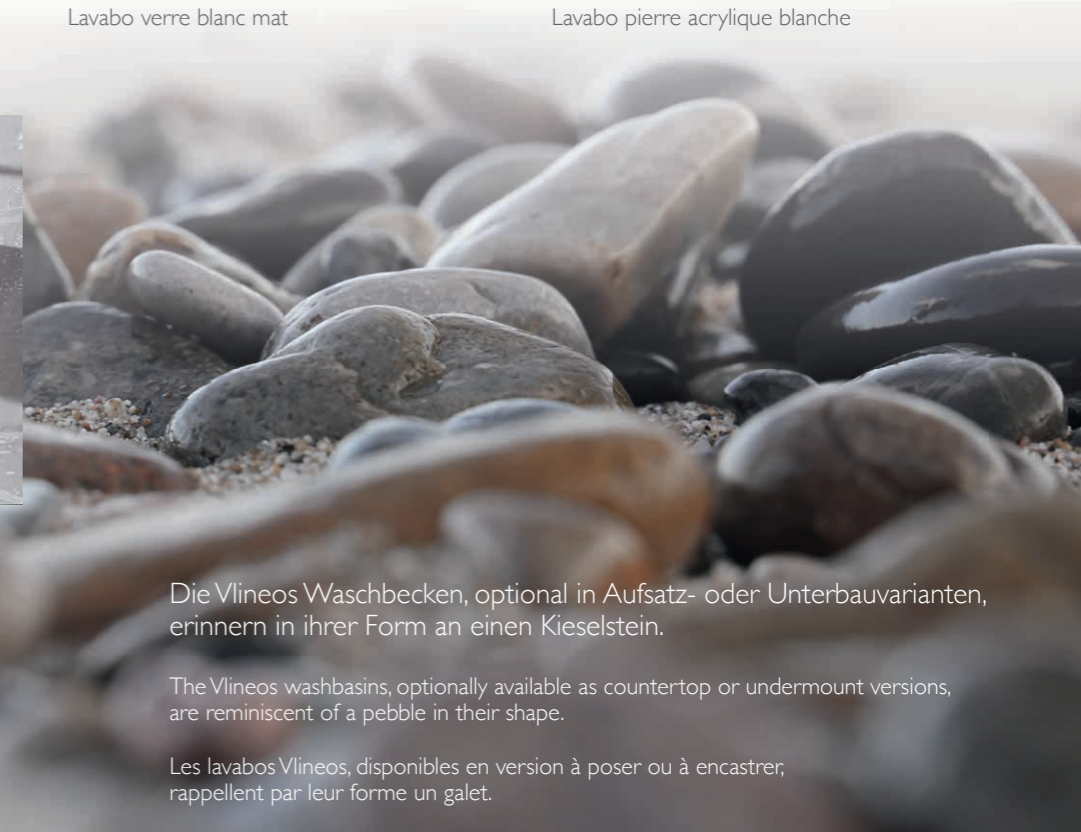 Lavabo verre blanc mat
Lavabo pierre acrylique blanche
Die Vlineos Waschbecken, optional in Aufsatz- oder Unterbauvarianten,
erinnern in ihrer Form an einen Kieselstein.
The Vlineos washbasins, optionally available as countertop or undermount versions,
are reminiscent of a pebble in their shape.
Les lavabos Vlineos, disponibles en version à poser ou à encastrer,
rappellent par leur forme un galet.